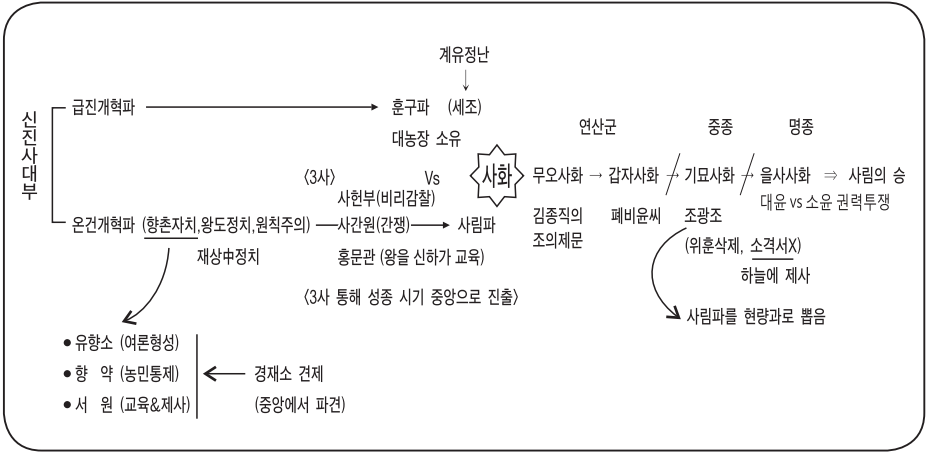 계유정난
신진사대부
급진개혁파 → 훈구파 (세조)
대농장 소유
연산군 중종 명종
〈3사〉 Vs 사화 무오사화 → 갑자사화 → 기묘사화 → 을사사화 ⇒ 사림의 승
사헌부(비리감찰)
대윤 vs 소윤 권력투쟁
온건개혁파 (향촌자치,왕도정치,원칙주의) 사간원(간쟁) → 사림파
김종직의
조의제문
폐비윤씨
조광조
(위훈삭제, 소격서X)
하늘에 제사
사림파를 현량과로 뽑음
재상中정치
홍문관 (왕을 신하가 교육)
〈3사 통해 성종 시기 중앙으로 진출〉
● 유향소 (여론형성)
● 향 약 (농민통제)
● 서 원 (교육&제사)
경재소 견제
(중앙에서 파견)